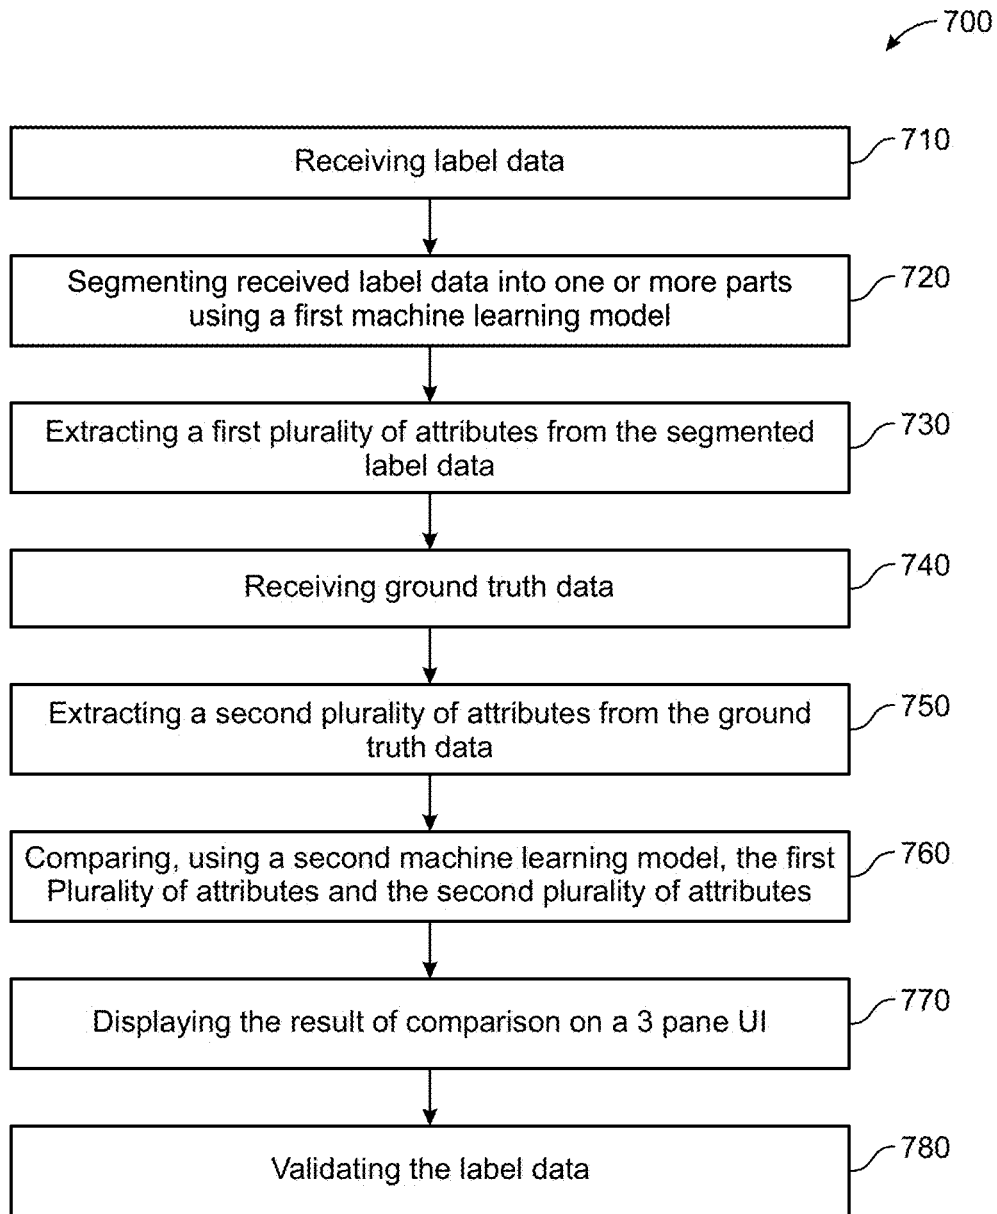 700
Receiving label data
710
Segmenting received label data into one or more parts
using a first machine learning model
720
Extracting a first plurality of attributes from the segmented
label data
730
Receiving ground truth data
740
Extracting a second plurality of attributes from the ground
truth data
750
Comparing, using a second machine learning model, the first
Plurality of attributes and the second plurality of attributes
760
Displaying the result of comparison on a 3 pane UI
770
Validating the label data
780